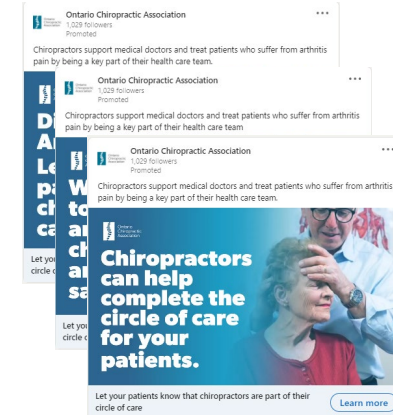 Ontario Chiropractic Association
1,029 followers
Promoted
Chiropractors support medical doctors and treat patients who suffer from arthritis
pain by being a key part of their health care team.
Let you
circle c
Ontario Chiropractic Association
1,029 followers
Promoted
Chiropractors support medical doctors and treat patients who suffer from arthritis
pain by being a key part of their health care team
Let you
circle
Ontario Chiropractic Association
1,029 followers
Promoted
Chiropractors support medical doctors and treat patients who suffer from arthritis
pain by being a key part of their health care team.
Ontario
Chiropractic
Association
Chiropractors
can help
complete the
circle of care
for your
patients.
Let your patients know that chiropractors are part of their
circle of care
Learn more